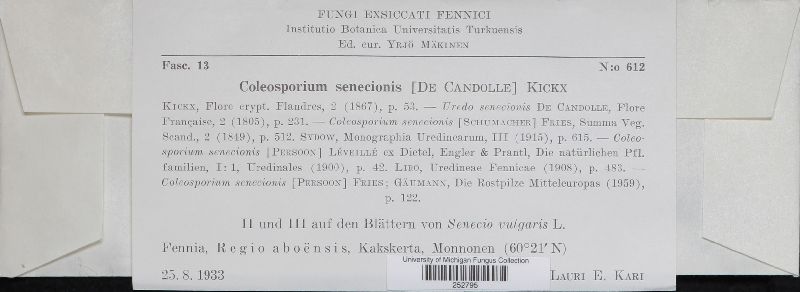 FUNGI EXSICCATI FENNICI
Institutio Botanica Universitatis Turkuensis
Ed. cur. YRJÖ MÄKINEN
Fasc. 13 N:o 612
Coleosporium senecionis [DE CANDOLLE] KICKX
KICKX, Flore crypt. Flandres, 2 (1867), p. 53. — Uredo senecionis DE CANDOLLE, Flore
Française, 2 (1805), p. 231. — Coleosporium senecionis [SCHUMACHER] FRIES, Summa Veg.
Scand., 2 (1849), p. 512. SYDOW, Monographia Uredinearum, III (1915), p. 615. — Coleo-
sporium senecionis [PERSOON] LÉVEILLÉ ex Dietel, Engler & Prantl, Die natürlichen Pfl.
familien, I: 1, Uredinales (1900), p. 42. LIRO, Uredineae Fennicae (1908), p. 483. —
Coleosporium senecionis [PERSOON] FRIES; GÄUMANN, Die Rostpilze Mitteleuropas (1959),
p. 122.
II und III auf den Blättern von Senecio vulgaris L.
Fennia, Regio aboënsis, Kakskerta, Monnonen (60°21′ N)
25. 8. 1933 LAURI E. KARI
University of Michigan Fungus Collection
252796